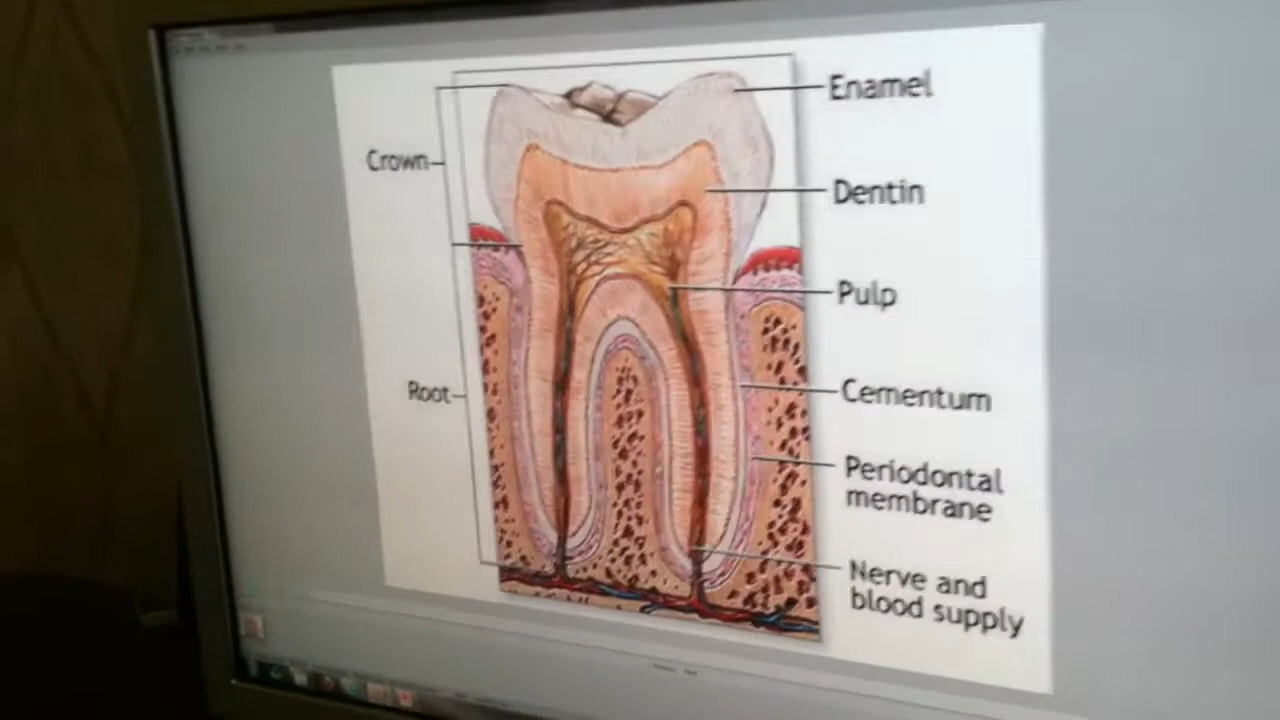 Enamel
Crown
Dentin
Pulp
Root
Cementum
Periodontal
membrane
Nerve and
blood supply